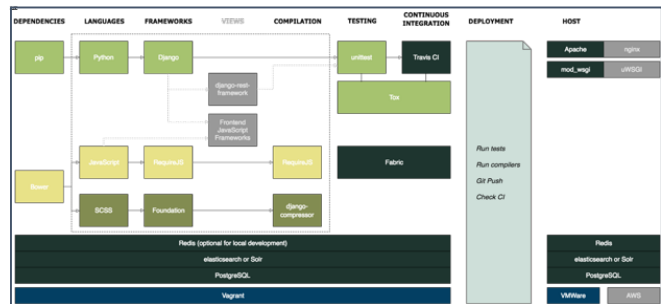 DEPENDENCIES LANGUAGES FRAMEWORKS VIEWS COMPILATION TESTING CONTINUOUS INTEGRATION DEPLOYMENT HOST
pip Python Django unittest Travis CI Apache nginx
mod_wsgi uWSGI
django-rest-
framework
Tox
Frontend
JavaScript
Frameworks
JavaScript RequireJS RequireJS Fabric
Bower
SCSS Foundation django-
compressor
Run tests
Run compilers
Git Push
Check CI
Redis (optional for local development)
elasticsearch or Solr
PostgreSQL
Vagrant
Redis
elasticsearch or Solr
PostgreSQL
VMWare AWS